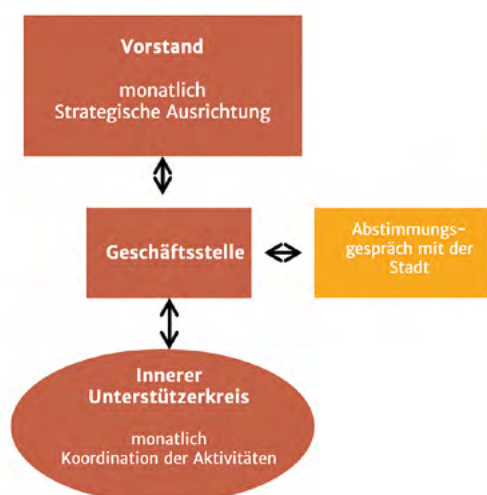 Vorstand
monatlich
Strategische Ausrichtung
Geschäftsstelle
Abstimmungs-
gespräch mit der
Stadt
Innerer
Unterstützerkreis
monatlich
Koordination der Aktivitäten